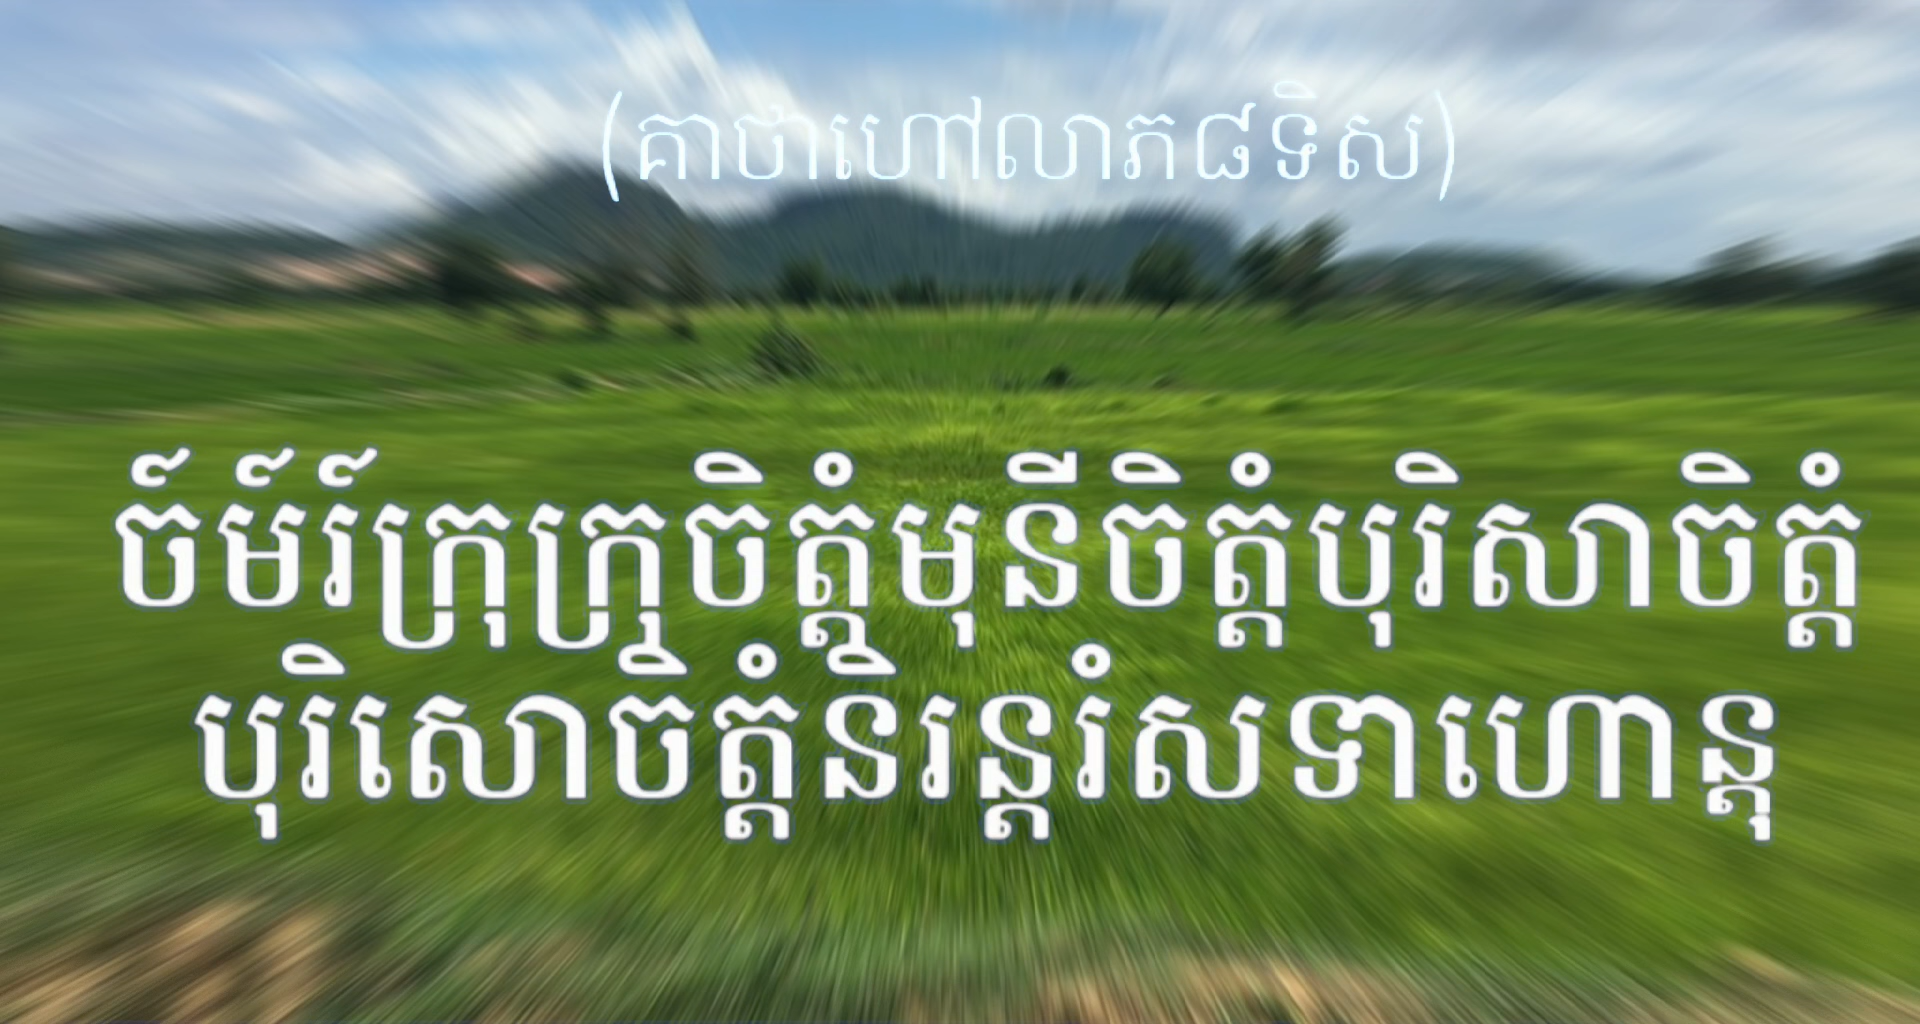 (គាថាហៅលាភ៨ទិស)
ច៍ម៍រ៍ក្រុក្រុចិត្តំមុនីចិត្តំបុរិសាចិត្តំ
បុរិសោចិត្តំនិរន្តរំសទាហោន្តុ